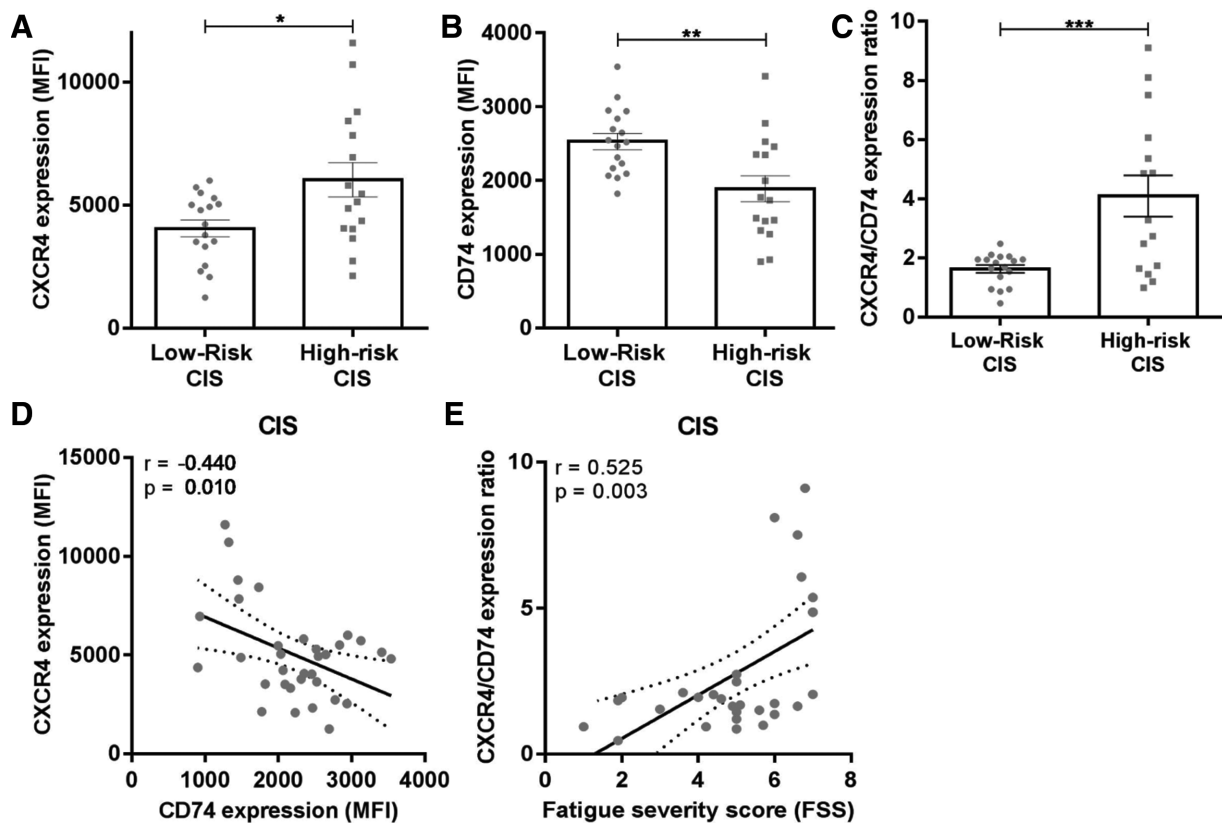 A
CXCR4 expression (MFI)
*
10000
5000
0
Low-Risk
CIS
High-risk
CIS
B
CD74 expression (MFI)
**
4000
3000
2000
1000
0
Low-Risk
CIS
High-risk
CIS
C
CXCR4/CD74 expression ratio
***
10
8
6
4
2
0
Low-Risk
CIS
High-risk
CIS
D
CIS
CXCR4 expression (MFI)
r = -0.440
p = 0.010
15000
10000
5000
0
0 1000 2000 3000 4000
CD74 expression (MFI)
E
CIS
CXCR4/CD74 expression ratio
r = 0.525
p = 0.003
10
5
0
0 2 4 6 8
Fatigue severity score (FSS)